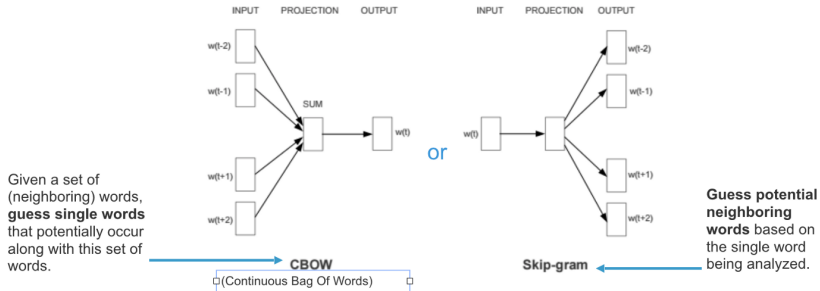 INPUT PROJECTION OUTPUT
w(t-2)
w(t-1)
SUM
w(t)
w(t+1)
w(t+2)
CBOW
(Continuous Bag Of Words)
Given a set of
(neighboring) words,
guess single words
that potentially occur
along with this set of
words.
or
INPUT PROJECTION OUTPUT
w(t-2)
w(t-1)
w(t)
w(t+1)
w(t+2)
Skip-gram
Guess potential
neighboring
words based on
the single word
being analyzed.